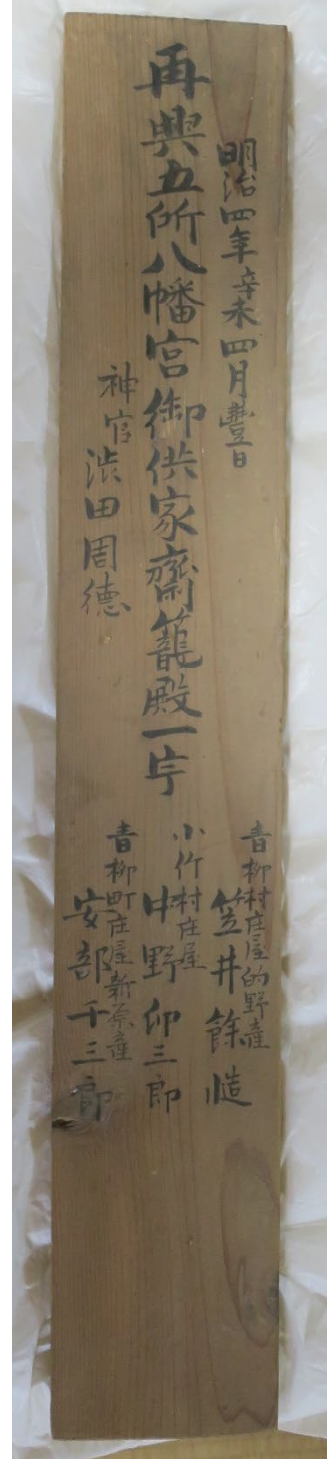 明治四年辛未四月豊日
再興五所八幡宮御供家齋籠殿一宇
神官
渋田周徳
青柳村庄屋的野産
笠井餘慥
小竹村庄屋
中野卯三郎
青柳町庄屋新原産
安部千三郎